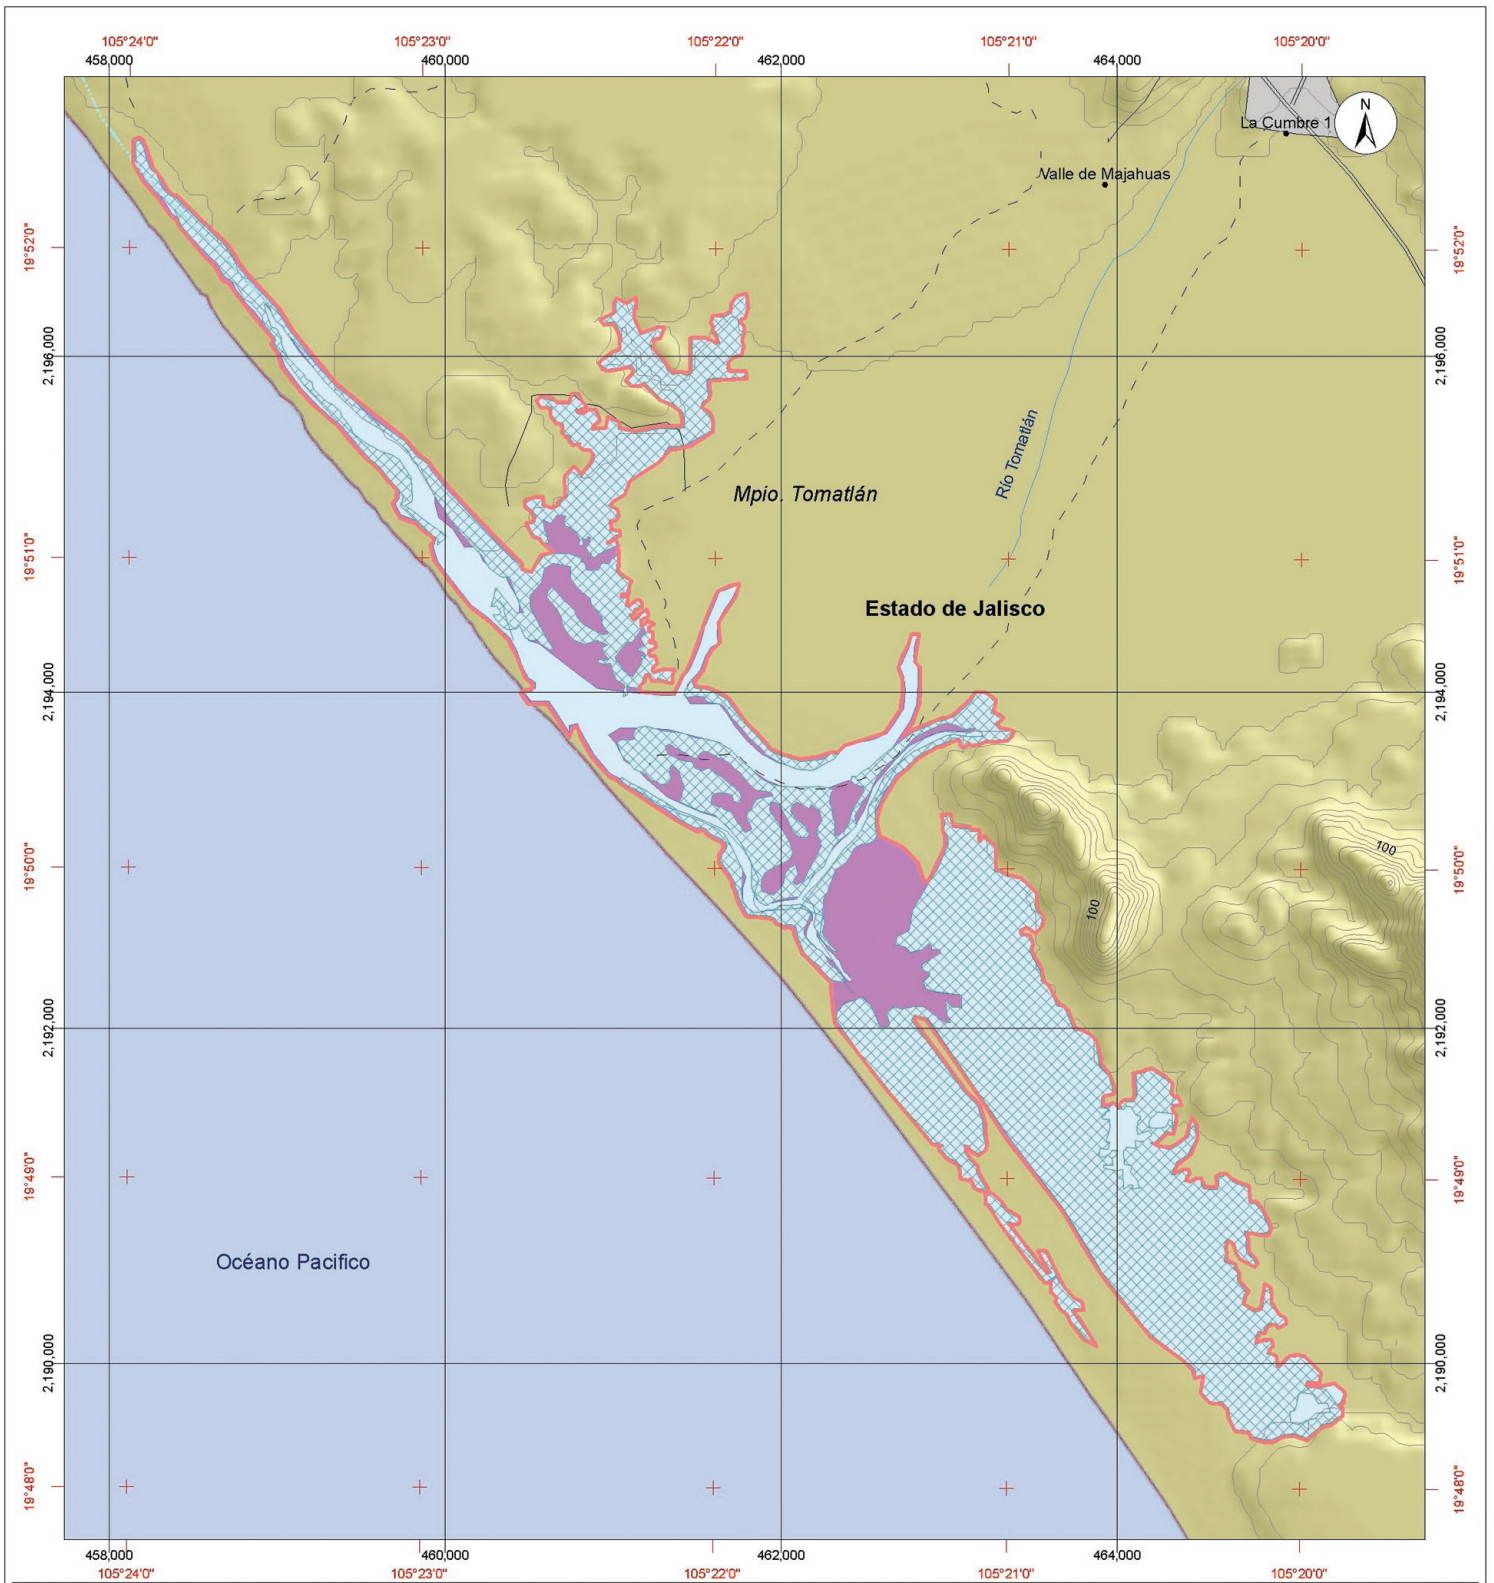 105°24'0" 105°23'0" 105°22'0" 105°21'0" 105°20'0"
458,000 460,000 462,000 464,000
N
La Cumbre 1
Valle de Majahuas
19°52'0" 19°52'0"
2,196,000 2,196,000
Río Tomatlán
Mpio. Tomatlán
19°51'0" 19°51'0"
Estado de Jalisco
2,194,000 2,194,000
100
19°50'0" 19°50'0"
100
2,192,000 2,192,000
19°49'0" 19°49'0"
Océano Pacifico
2,190,000 2,190,000
19°48'0" 19°48'0"
458,000 460,000 462,000 464,000
105°24'0" 105°23'0" 105°22'0" 105°21'0" 105°20'0"